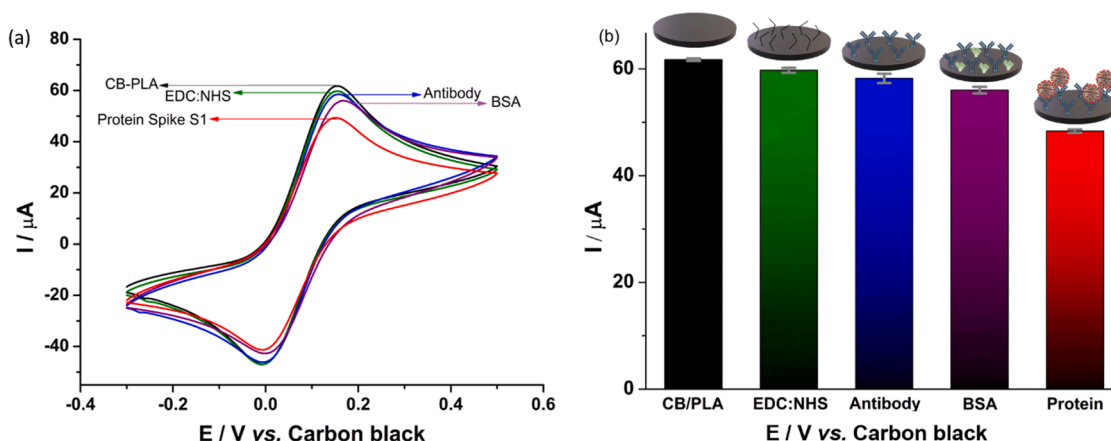 (a)
80
60
40
20
0
-20
-40
I / μA
CB-PLA
EDC:NHS
Protein Spike S1
Antibody
BSA
-0.4 -0.2 0.0 0.2 0.4 0.6
E / V vs. Carbon black
(b)
60
40
20
0
I / μA
CB/PLA EDC:NHS Antibody BSA Protein
E / V vs. Carbon black